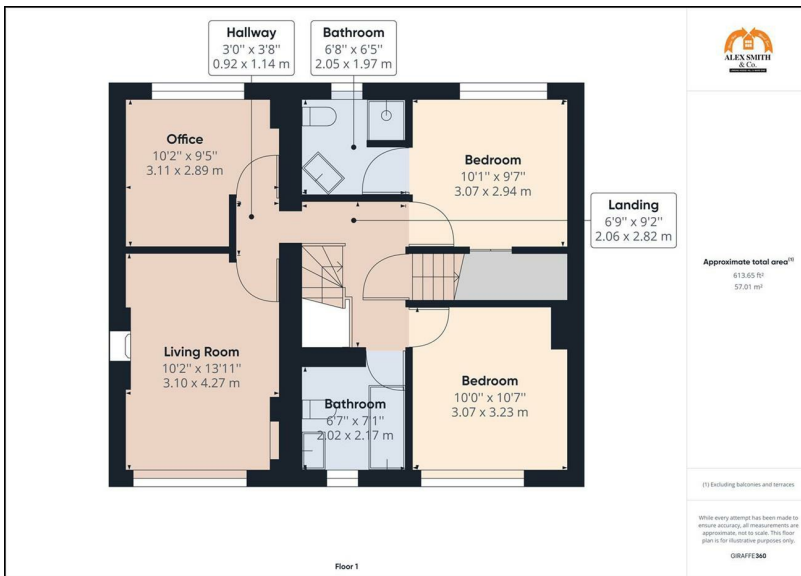 Hallway
3'0'' x 3'8''
0.92 x 1.14 m
Bathroom
6'8'' x 6'5''
2.05 x 1.97 m
Office
10'2'' x 9'5''
3.11 x 2.89 m
Bedroom
10'1'' x 9'7''
3.07 x 2.94 m
Landing
6'9'' x 9'2''
2.06 x 2.82 m
Living Room
10'2'' x 13'11''
3.10 x 4.27 m
Bathroom
6'7'' x 7'1''
2.02 x 2.17 m
Bedroom
10'0'' x 10'7''
3.07 x 3.23 m
Floor 1
ALEX SMITH
& Co.
Approximate total area(1)
613.65 ft²
57.01 m²
(1) Excluding balconies and terraces
While every attempt has been made to
ensure accuracy, all measurements are
approximate, not to scale. This floor
plan is for illustrative purposes only.
GIRAFFE360